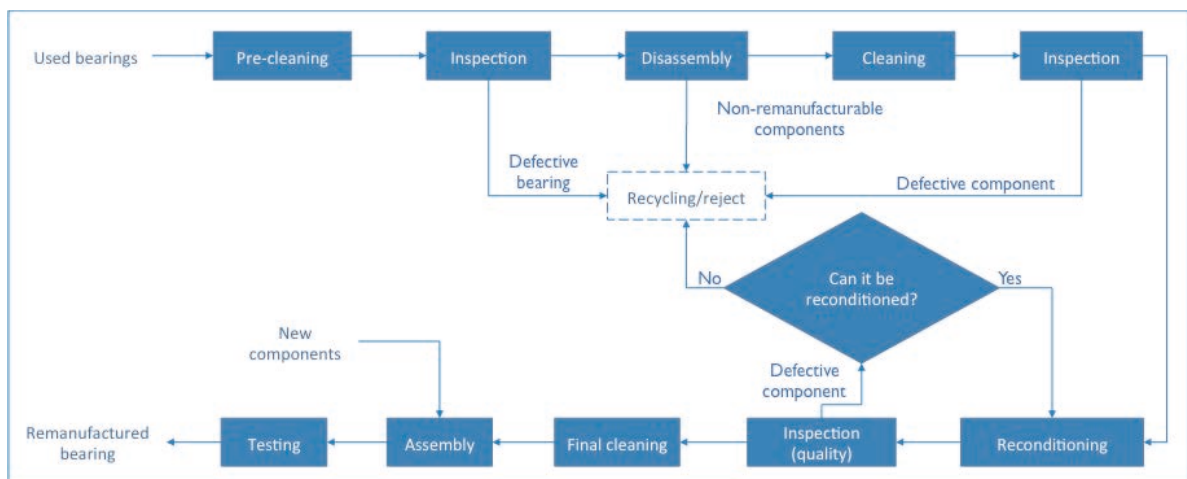 Used bearings
Pre-cleaning
Inspection
Disassembly
Cleaning
Inspection
Non-remanufacturable
components
Defective
bearing
Recycling/reject
Defective component
No
Can it be
reconditioned?
Yes
New
components
Defective
component
Remanufactured
bearing
Testing
Assembly
Final cleaning
Inspection
(quality)
Reconditioning